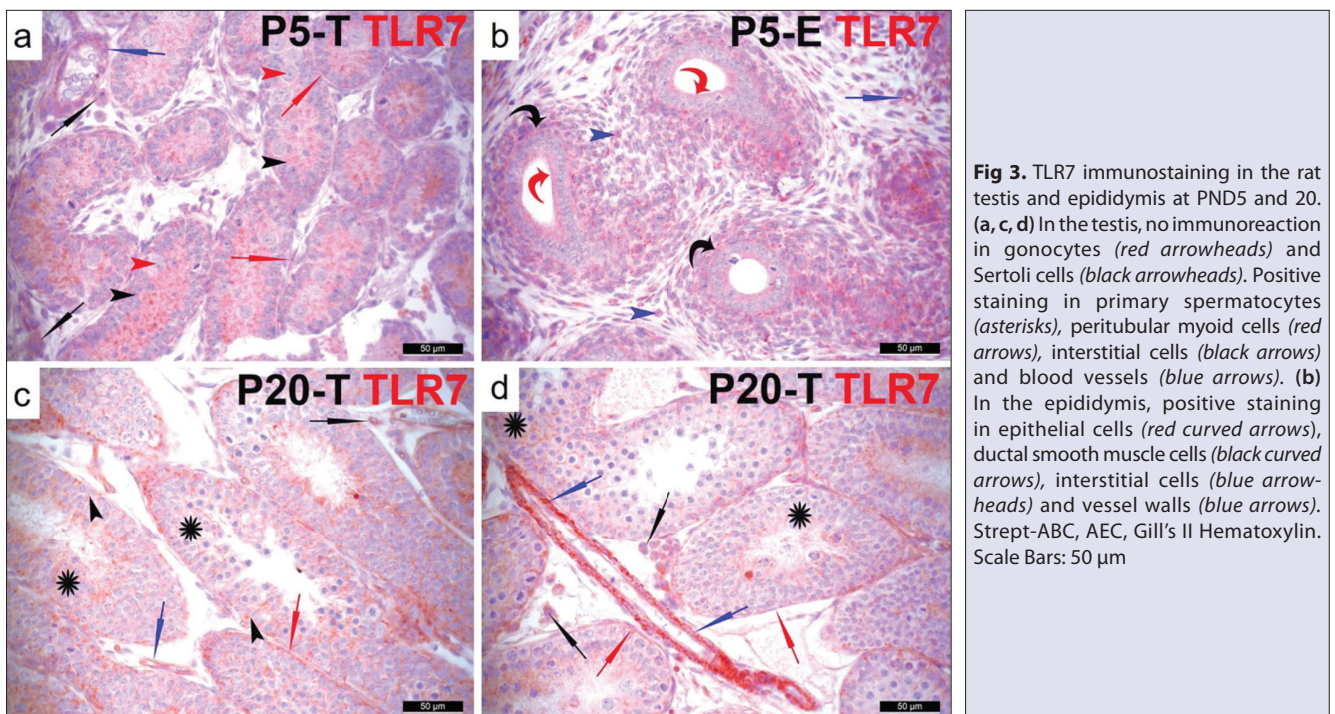 a
P5-T TLR7
50 µm
b
P5-E TLR7
50 µm
c
P20-T TLR7
50 µm
d
P20-T TLR7
50 µm
Fig 3. TLR7 immunostaining in the rat
testis and epididymis at PND5 and 20.
(a, c, d) In the testis, no immunoreaction
in gonocytes (red arrowheads) and
Sertoli cells (black arrowheads). Positive
staining in primary spermatocytes
(asterisks), peritubular myoid cells (red
arrows), interstitial cells (black arrows)
and blood vessels (blue arrows). (b)
In the epididymis, positive staining
in epithelial cells (red curved arrows),
ductal smooth muscle cells (black curved
arrows), interstitial cells (blue arrow-
heads) and vessel walls (blue arrows).
Strept-ABC, AEC, Gill's II Hematoxylin.
Scale Bars: 50 µm